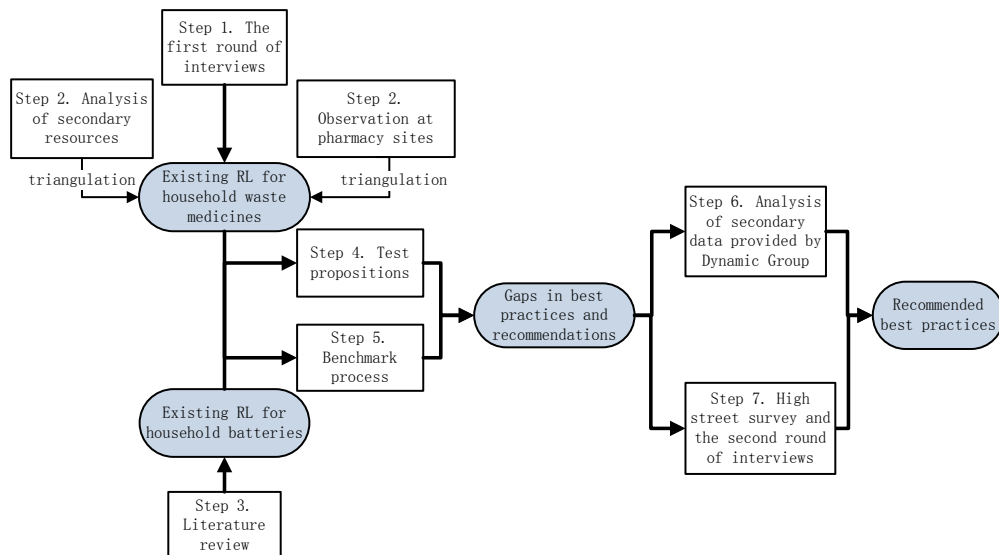 Step 1. The
first round of
interviews
Step 2. Analysis
of secondary
resources
Step 2.
Observation at
pharmacy sites
triangulation
triangulation
Existing RL for
household waste
medicines
Step 4. Test
propositions
Step 5.
Benchmark
process
Existing RL for
household batteries
Step 3.
Literature
review
Gaps in best
practices and
recommendations
Step 6. Analysis
of secondary
data provided by
Dynamic Group
Step 7. High
street survey and
the second round
of interviews
Recommended
best practices